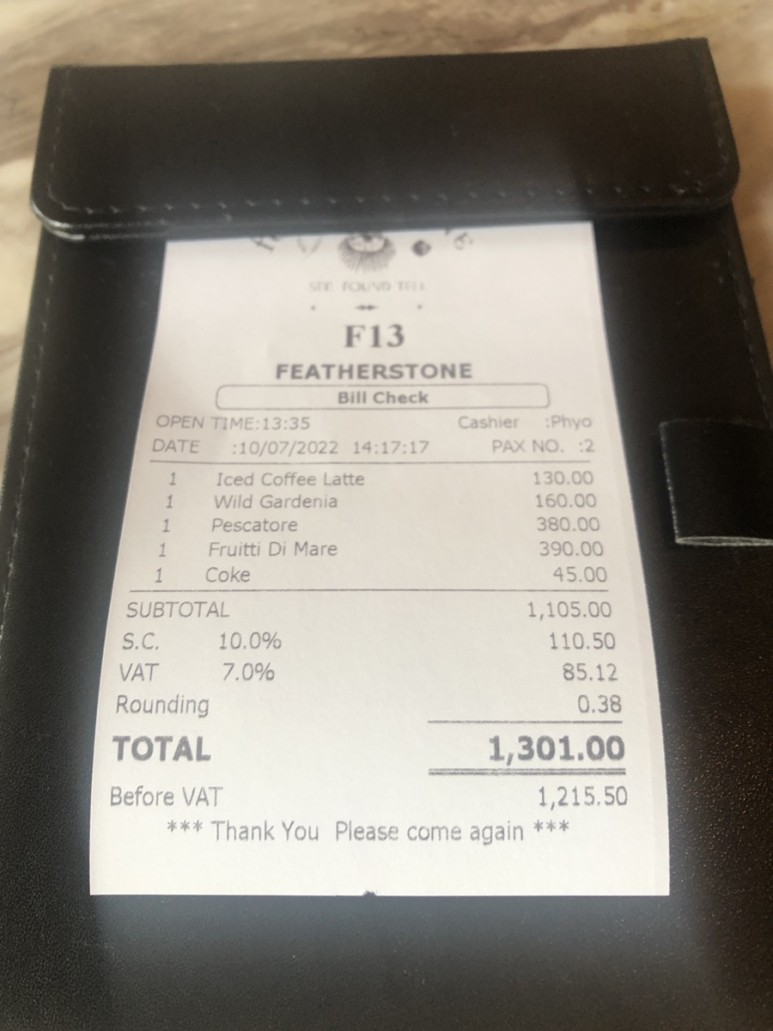 F13
FEATHERSTONE
Bill Check
OPEN TIME:13:35 Cashier :Phyo
DATE :10/07/2022 14:17:17 PAX NO. :2
1 Iced Coffee Latte 130.00
1 Wild Gardenia 160.00
1 Pescatore 380.00
1 Fruitti Di Mare 390.00
1 Coke 45.00
SUBTOTAL 1,105.00
S.C. 10.0% 110.50
VAT 7.0% 85.12
Rounding 0.38
TOTAL 1,301.00
Before VAT 1,215.50
*** Thank You Please come again ***